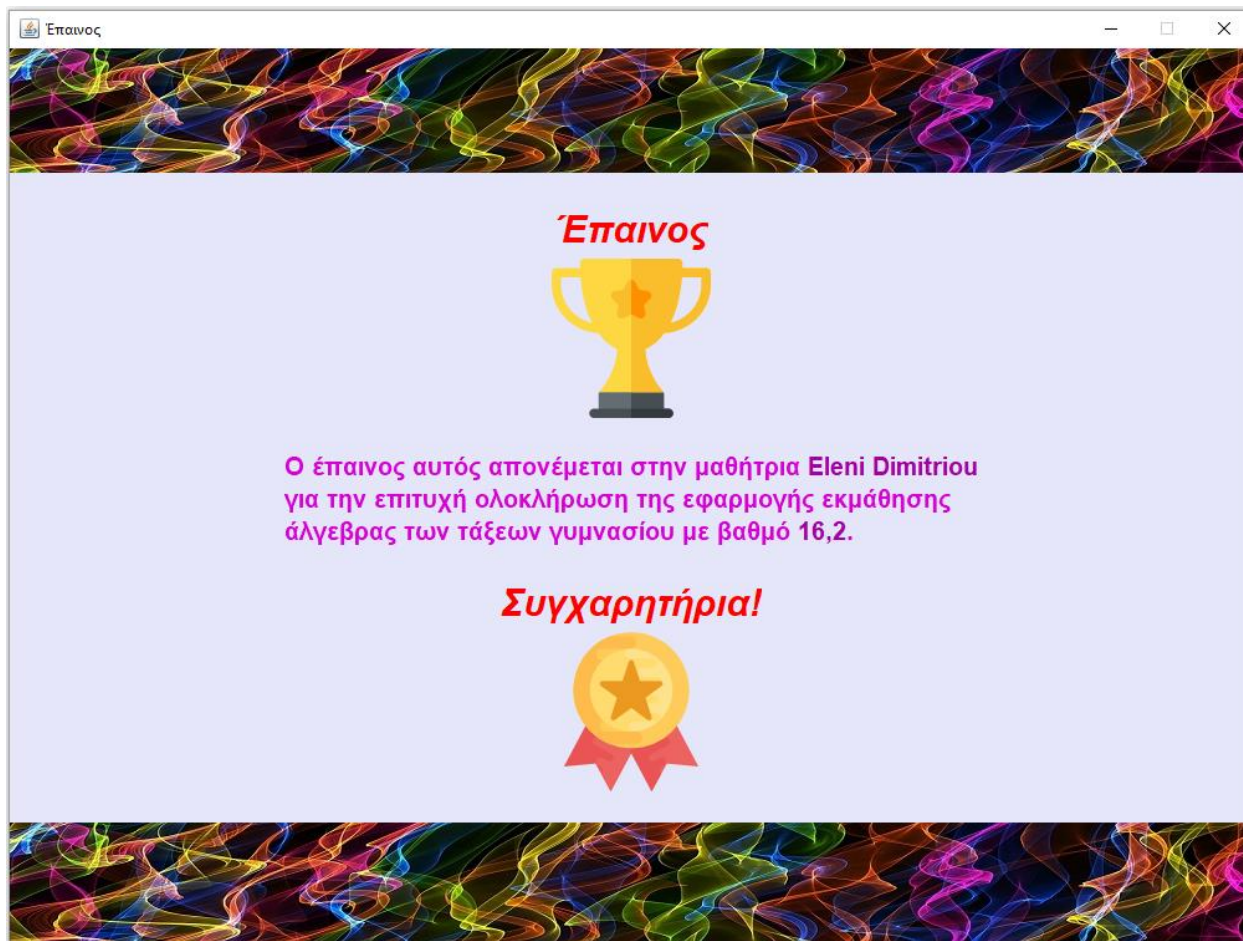 Έπαινος
Έπαινος
Ο έπαινος αυτός απονέμεται στην μαθήτρια Eleni Dimitriou
για την επιτυχή ολοκλήρωση της εφαρμογής εκμάθησης
άλγεβρας των τάξεων γυμνασίου με βαθμό 16,2.
Συγχαρητήρια!